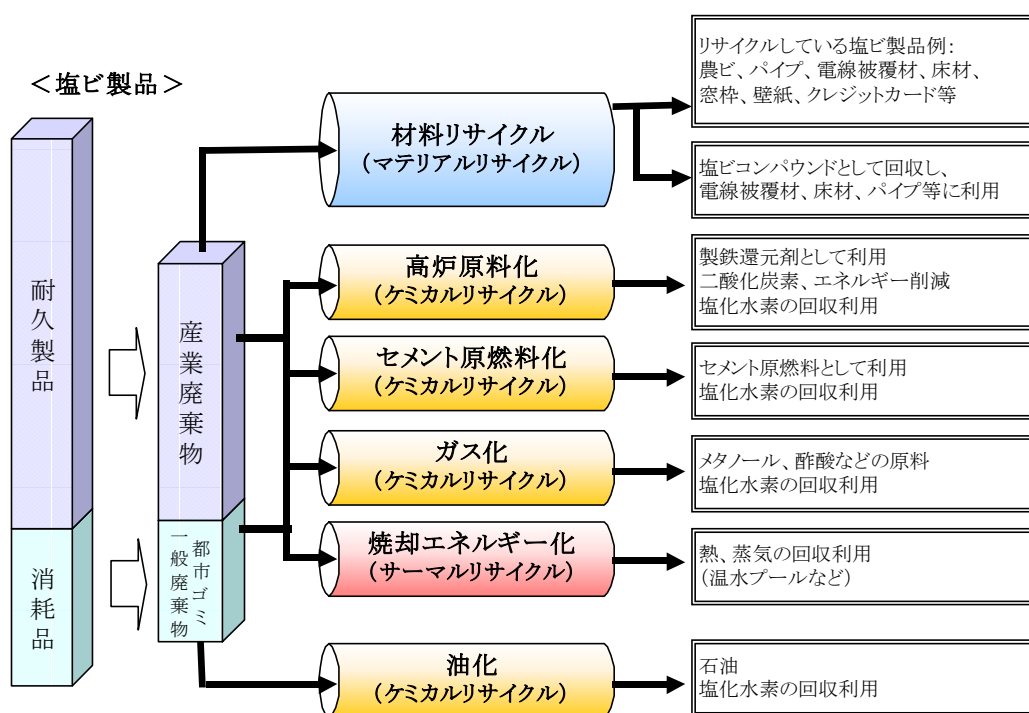 ＜塩ビ製品＞
耐久製品
消耗品
産業廃棄物
都市ゴミ
一般廃棄物
材料リサイクル
（マテリアルリサイクル）
リサイクルしている塩ビ製品例：
農ビ、パイプ、電線被覆材、床材、
窓枠、壁紙、クレジットカード等
塩ビコンパウンドとして回収し、
電線被覆材、床材、パイプ等に利用
高炉原料化
（ケミカルリサイクル）
製鉄還元剤として利用
二酸化炭素、エネルギー削減
塩化水素の回収利用
セメント原燃料化
（ケミカルリサイクル）
セメント原燃料として利用
塩化水素の回収利用
ガス化
（ケミカルリサイクル）
メタノール、酢酸などの原料
塩化水素の回収利用
焼却エネルギー化
（サーマルリサイクル）
熱、蒸気の回収利用
（温水プールなど）
油化
（ケミカルリサイクル）
石油
塩化水素の回収利用